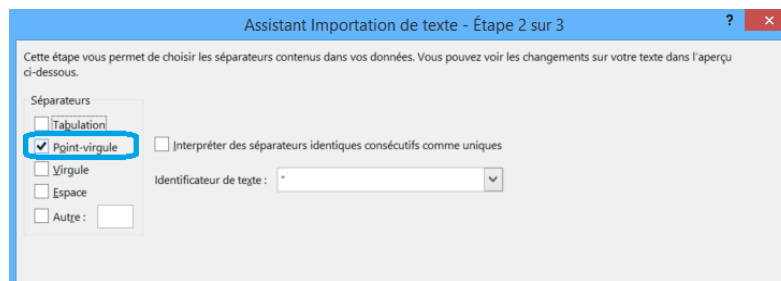 Assistant Importation de texte - Étape 2 sur 3
?
Cette étape vous permet de choisir les séparateurs contenus dans vos données. Vous pouvez voir les changements sur votre texte dans l'aperçu
ci-dessous.
Séparateurs
Tabulation
Point-virgule
Interpréter des séparateurs identiques consécutifs comme uniques
Virgule
Identificateur de texte :
"
Espace
Autre :